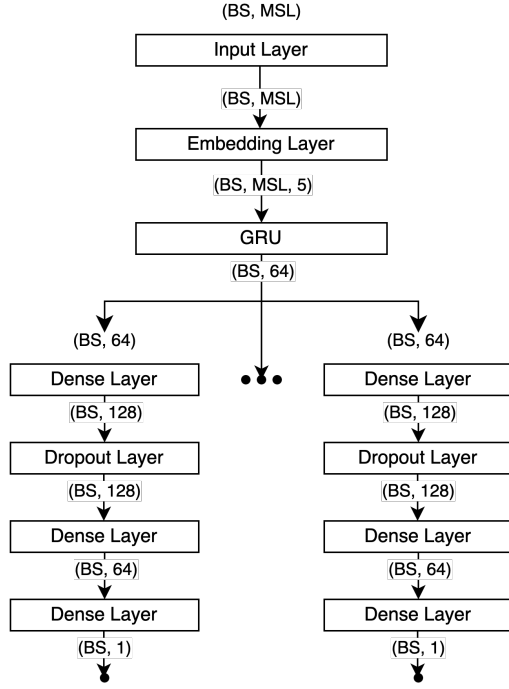 (BS, MSL)
Input Layer
(BS, MSL)
Embedding Layer
(BS, MSL, 5)
GRU
(BS, 64)
(BS, 64) (BS, 64)
Dense Layer Dense Layer
(BS, 128) (BS, 128)
Dropout Layer Dropout Layer
(BS, 128) (BS, 128)
Dense Layer Dense Layer
(BS, 64) (BS, 64)
Dense Layer Dense Layer
(BS, 1) (BS, 1)